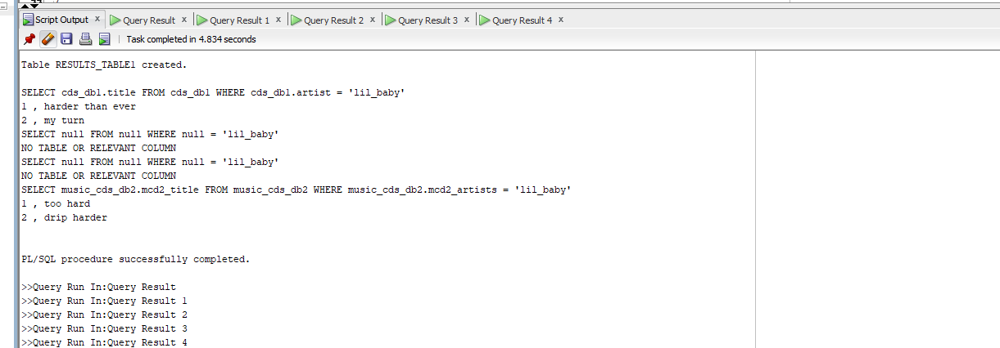 Script Output x Query Result x Query Result 1 x Query Result 2 x Query Result 3 x Query Result 4 x
Task completed in 4.834 seconds
Table RESULTS_TABLE1 created.
SELECT cds_db1.title FROM cds_db1 WHERE cds_db1.artist = 'lil_baby'
1 , harder than ever
2 , my turn
SELECT null FROM null WHERE null = 'lil_baby'
NO TABLE OR RELEVANT COLUMN
SELECT null FROM null WHERE null = 'lil_baby'
NO TABLE OR RELEVANT COLUMN
SELECT music_cds_db2.mcd2_title FROM music_cds_db2 WHERE music_cds_db2.mcd2_artists = 'lil_baby'
1 , too hard
2 , drip harder
PL/SQL procedure successfully completed.
>>Query Run In:Query Result
>>Query Run In:Query Result 1
>>Query Run In:Query Result 2
>>Query Run In:Query Result 3
>>Query Run In:Query Result 4